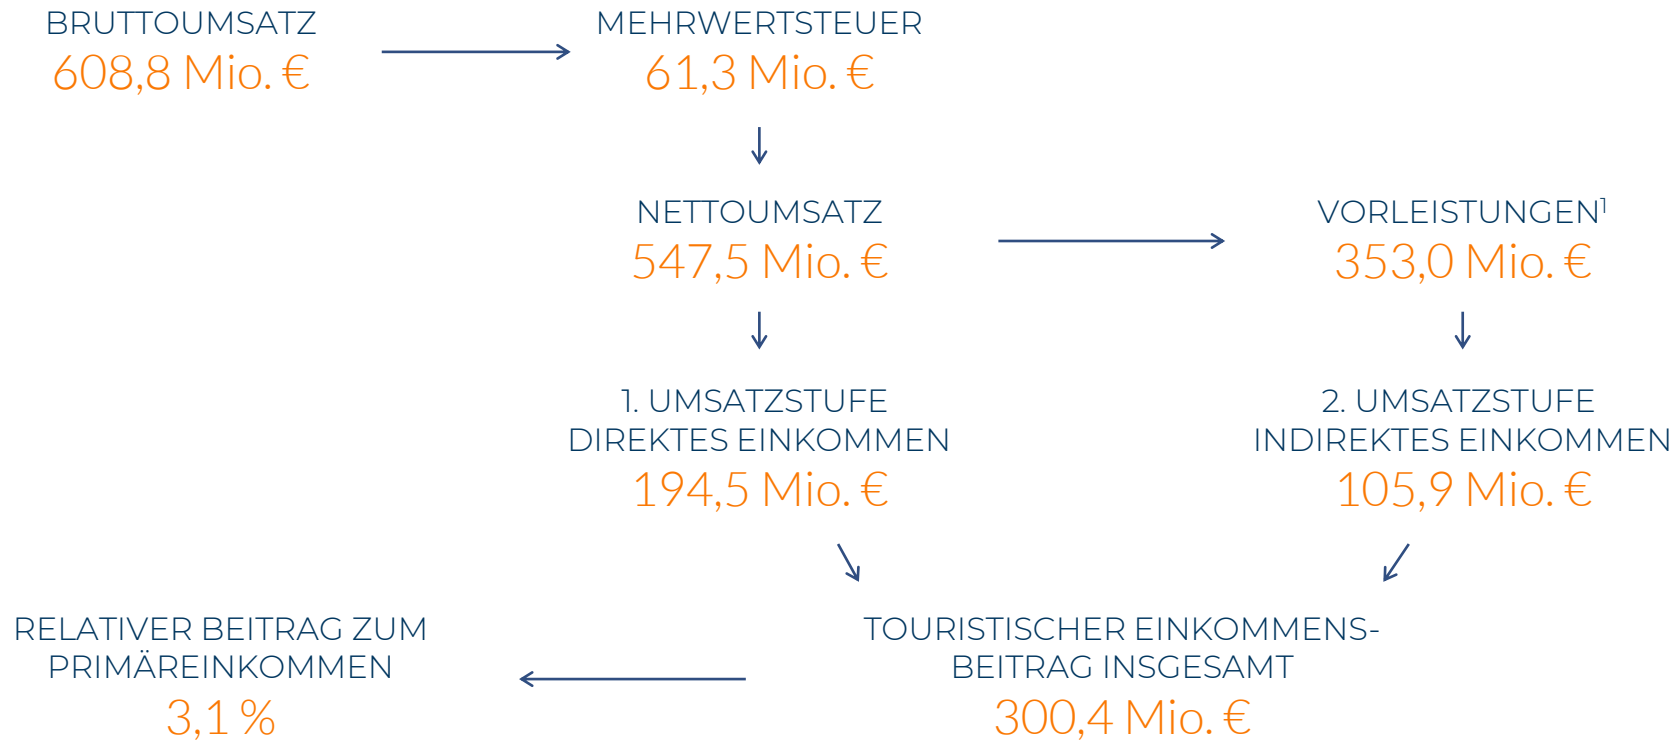 BRUTTOUMSATZ
608,8 Mio. €
MEHRWERTSTEUER
61,3 Mio. €
NETTOUMSATZ
547,5 Mio. €
VORLEISTUNGEN¹
353,0 Mio. €
1. UMSATZSTUFE
DIREKTES EINKOMMEN
194,5 Mio. €
2. UMSATZSTUFE
INDIREKTES EINKOMMEN
105,9 Mio. €
RELATIVER BEITRAG ZUM
PRIMÄREINKOMMEN
3,1 %
TOURISTISCHER EINKOMMENS-
BEITRAG INSGESAMT
300,4 Mio. €